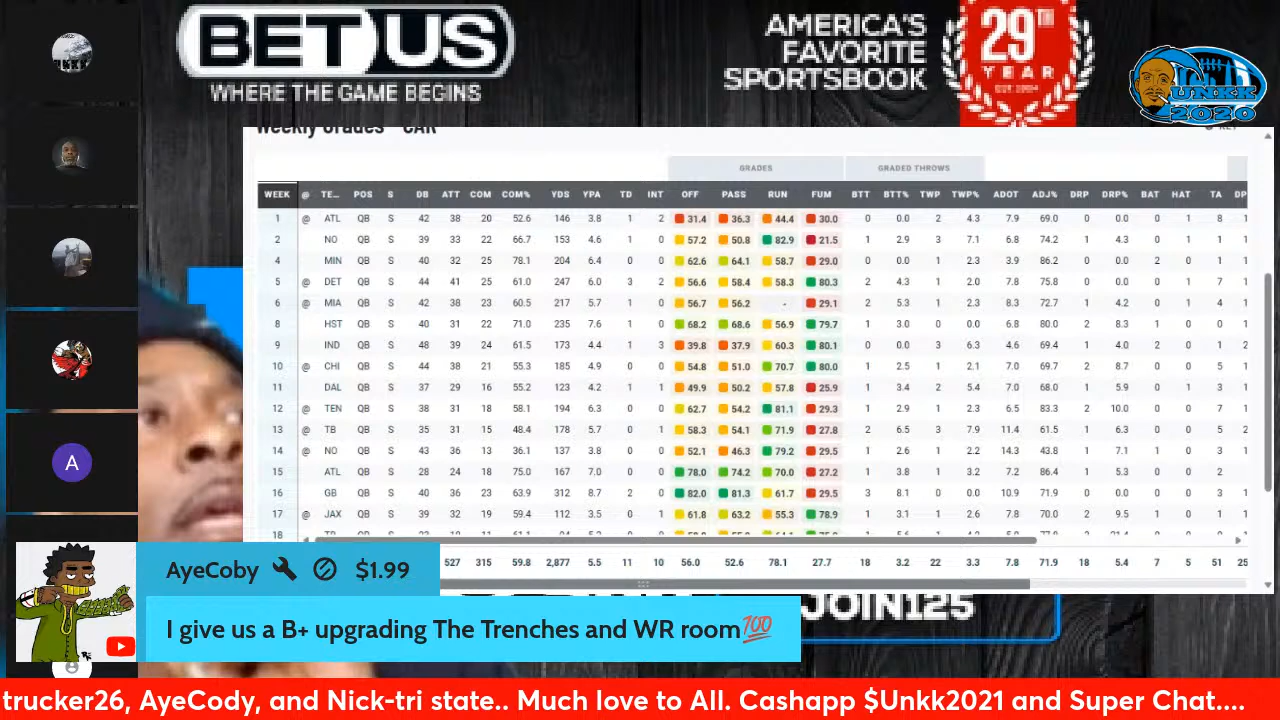 BETUS
WHERE THE GAME BEGINS
AMERICA'S
FAVORITE
SPORTSBOOK
29TH
YEAR
UNKK
2020
Weekly Grades - CAR
GRADES GRADED THROWS
WEEK @ TE... POS S DB ATT COM COM% YDS YPA TD INT OFF PASS RUN FUM BTT BTT% TWP TWP% ADOT ADJ% DRP DRP% BAT HAT TA
1 @ ATL QB S 42 38 20 52.6 146 3.8 1 2 31.4 36.3 44.4 30.0 0 0.0 2 4.3 7.9 69.0 0 0.0 0 1 8
2 NO QB S 39 33 22 66.7 153 4.6 1 0 57.2 50.8 82.9 21.5 1 2.9 3 7.1 6.8 74.2 1 4.3 0 1 1
4 MIN QB S 40 32 25 78.1 204 6.4 0 0 62.6 64.1 58.7 29.0 0 0.0 1 2.3 3.9 86.2 0 0.0 2 0 1
5 @ DET QB S 44 41 25 61.0 247 6.0 3 2 56.6 58.4 58.3 80.3 2 4.3 1 2.0 7.8 75.8 0 0.0 0 1 7
6 @ MIA QB S 42 38 23 60.5 217 5.7 1 0 56.7 56.2 - 29.1 2 5.3 1 2.3 8.3 72.7 1 4.2 0 1 4
8 HST QB S 40 31 22 71.0 235 7.6 1 0 68.2 68.6 56.9 79.7 1 3.0 0 0.0 6.8 80.0 2 8.3 1 0 0
9 IND QB S 48 39 24 61.5 173 4.4 1 3 39.8 37.9 60.3 80.1 0 0.0 3 6.3 4.6 69.4 1 4.0 2 0 1
10 @ CHI QB S 44 38 21 55.3 185 4.9 0 0 54.8 51.0 70.7 80.0 1 2.5 1 2.1 7.0 69.7 2 8.7 0 0 5
11 DAL QB S 37 29 16 55.2 123 4.2 1 1 49.9 50.2 57.8 25.9 1 3.4 2 5.4 7.0 68.0 1 5.9 0 1 3
12 @ TEN QB S 38 31 18 58.1 194 6.3 0 0 62.7 54.2 81.1 29.3 1 2.9 1 2.3 6.5 83.3 2 10.0 0 0 7
13 @ TB QB S 35 31 15 48.4 178 5.7 0 1 58.3 54.1 71.9 27.8 2 6.5 3 7.9 11.4 61.5 1 6.3 0 0 5
14 @ NO QB S 43 36 13 36.1 137 3.8 0 0 52.1 46.3 79.2 29.5 1 2.6 1 2.2 14.3 43.8 1 7.1 1 0 3
15 ATL QB S 28 24 18 75.0 167 7.0 0 0 78.0 74.2 70.0 27.2 1 3.8 1 3.2 7.2 86.4 1 5.3 0 0 2
16 GB QB S 40 36 23 63.9 312 8.7 2 0 82.0 81.3 61.7 29.5 3 8.1 0 0.0 10.9 71.9 0 0.0 0 0 3
17 @ JAX QB S 39 32 19 59.4 112 3.5 0 1 61.8 63.2 55.3 78.9 1 3.1 1 2.6 7.8 70.0 2 9.5 1 0 1
18
527 315 59.8 2,877 5.5 11 10 56.0 52.6 78.1 27.7 18 3.2 22 3.3 7.8 71.9 18 5.4 7 5 51
JOIN125
A
AyeCoby $1.99
I give us a B+ upgrading The Trenches and WR room💯
trucker26, AyeCody, and Nick-tri state.. Much love to All. Cashapp $Unkk2021 and Super Chat....